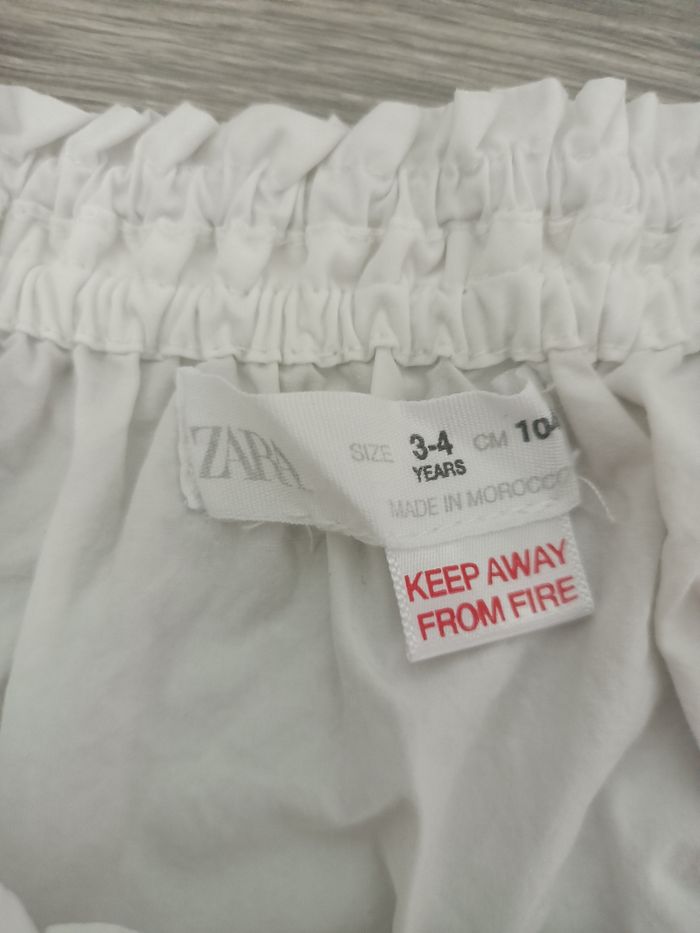 ZARA
SIZE 3-4 CM 104
YEARS
MADE IN MOROCCO
KEEP AWAY
FROM FIRE